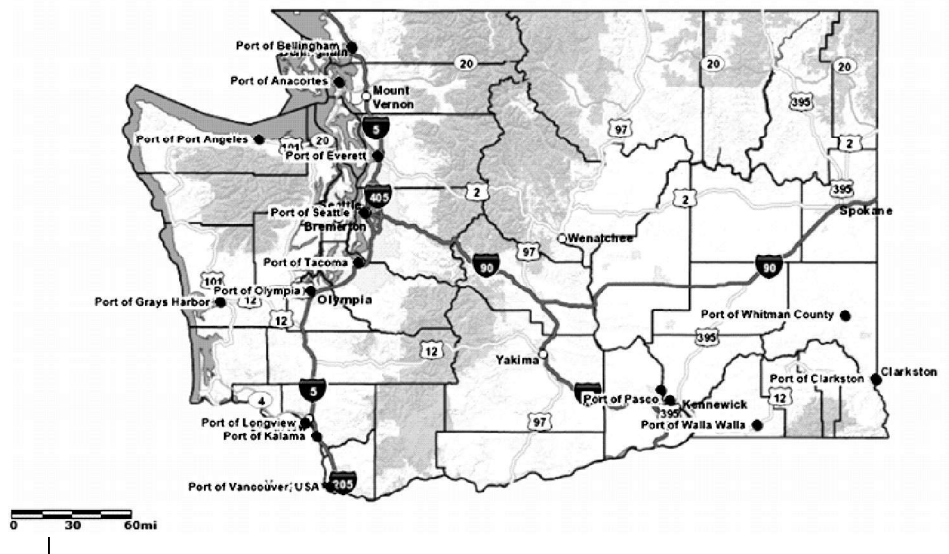 Port of Bellingham
Port of Anacortes
20
20
20
Mount
Vernon
395
5
97
Port of Port Angeles
101
20
2
Port of Everett
405
2
2
395
Seattle
Port of Seattle
Bremerton
Spokane
Wenatchee
97
Port of Tacoma
90
90
101
Port of Olympia
Olympia
Port of Grays Harbor
12
12
Port of Whitman County
395
12
Yakima
Clarkston
Port of Clarkston
5
4
Port of Pasco
Kennewick
12
395
97
Port of Longview
Port of Walla Walla
Port of Kalama
Port of Vancouver, USA
205
0 30 60mi